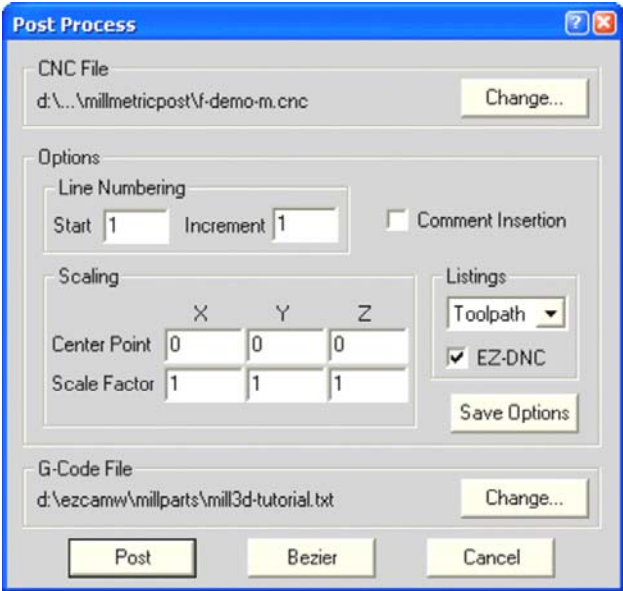 Post Process
CNC File
d:\...\millmetricpost\f-demo-m.cnc
Change...
Options
Line Numbering
Start 1 Increment 1
Comment Insertion
Scaling
X Y Z
Center Point 0 0 0
Scale Factor 1 1 1
Listings
Toolpath
EZ-DNC
Save Options
G-Code File
d:\ezcamw\millparts\mill3d-tutorial.txt
Change...
Post Bezier Cancel